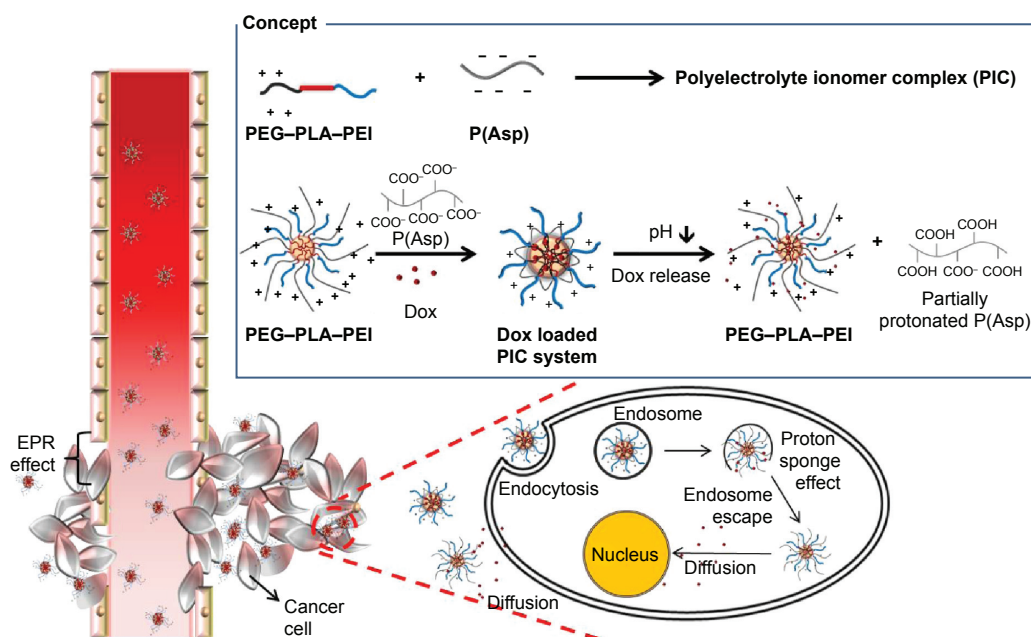 Concept
+ +
+ +
PEG–PLA–PEI
+
– – –
– – –
P(Asp)
Polyelectrolyte ionomer complex (PIC)
PEG–PLA–PEI
COO⁻
COO⁻ COO⁻
COO⁻ COO⁻ COO⁻
P(Asp)
Dox
Dox loaded
PIC system
pH
Dox release
PEG–PLA–PEI
+
COOH
COOH COOH
COOH COO⁻ COOH
Partially
protonated P(Asp)
EPR
effect
Cancer
cell
Endocytosis
Endosome
Proton
sponge
effect
Endosome
escape
Nucleus
Diffusion
Diffusion